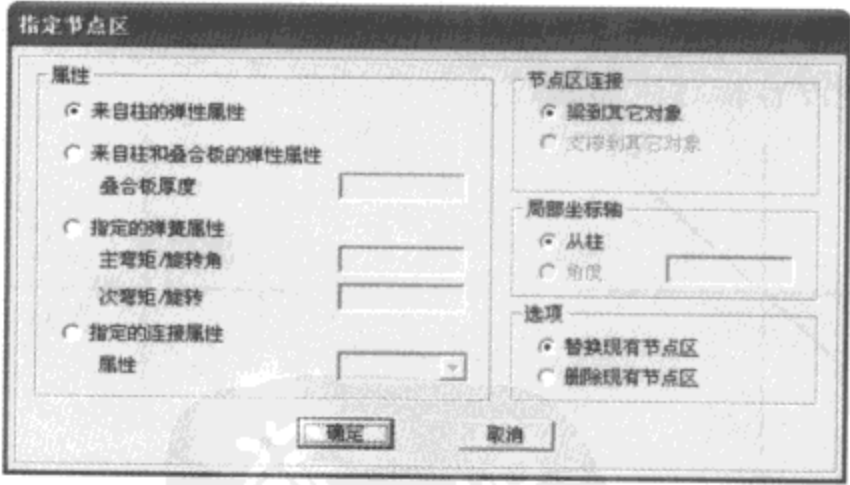 指定节点区
属性
来自柱的弹性属性
来自柱和叠合板的弹性属性
叠合板厚度
指定的弹簧属性
主弯矩/旋转角
次弯矩/旋转
指定的连接属性
属性
节点区连接
梁到其它对象
支撑到其它对象
局部坐标轴
从柱
角度
选项
替换现有节点区
删除现有节点区
确定
取消